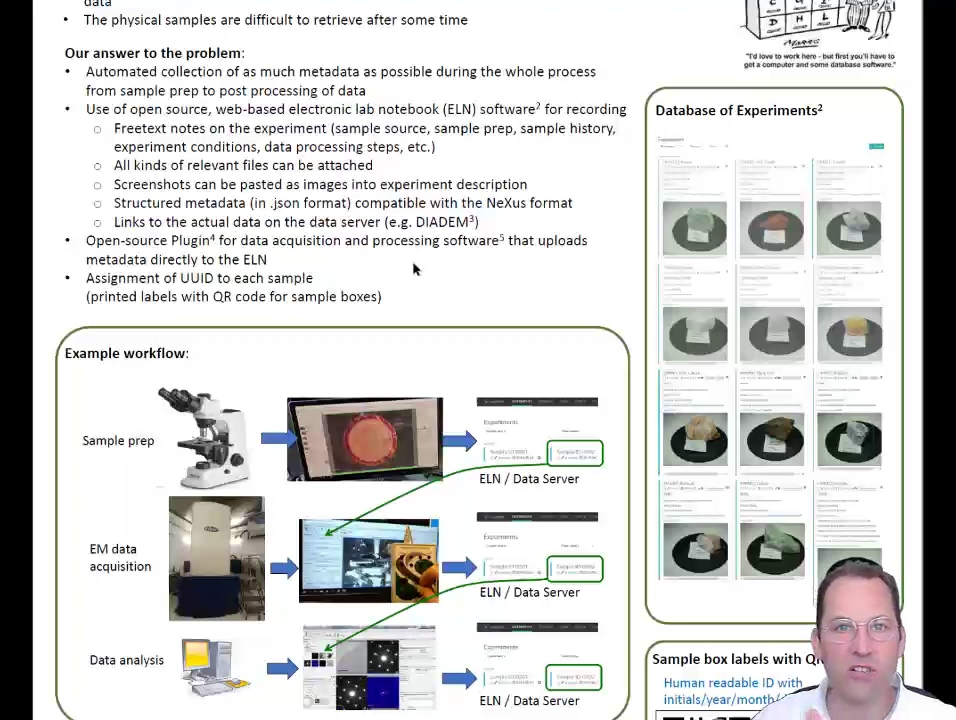 data
• The physical samples are difficult to retrieve after some time
Our answer to the problem:
• Automated collection of as much metadata as possible during the whole process
from sample prep to post processing of data
• Use of open source, web-based electronic lab notebook (ELN) software² for recording
○ Freetext notes on the experiment (sample source, sample prep, sample history,
experiment conditions, data processing steps, etc.)
○ All kinds of relevant files can be attached
○ Screenshots can be pasted as images into experiment description
○ Structured metadata (in .json format) compatible with the NeXus format
○ Links to the actual data on the data server (e.g. DIADEM³)
• Open-source Plugin⁴ for data acquisition and processing software⁵ that uploads
metadata directly to the ELN
• Assignment of UUID to each sample
(printed labels with QR code for sample boxes)
D H L
"I'd love to work here - but first you'll have to
get a computer and some database software."
Database of Experiments²
Example workflow:
Sample prep
Experiments
ELN / Data Server
EM data
acquisition
Experiments
ELN / Data Server
Data analysis
Experiments
ELN / Data Server
Sample box labels with
Human readable ID with
initials/year/month/